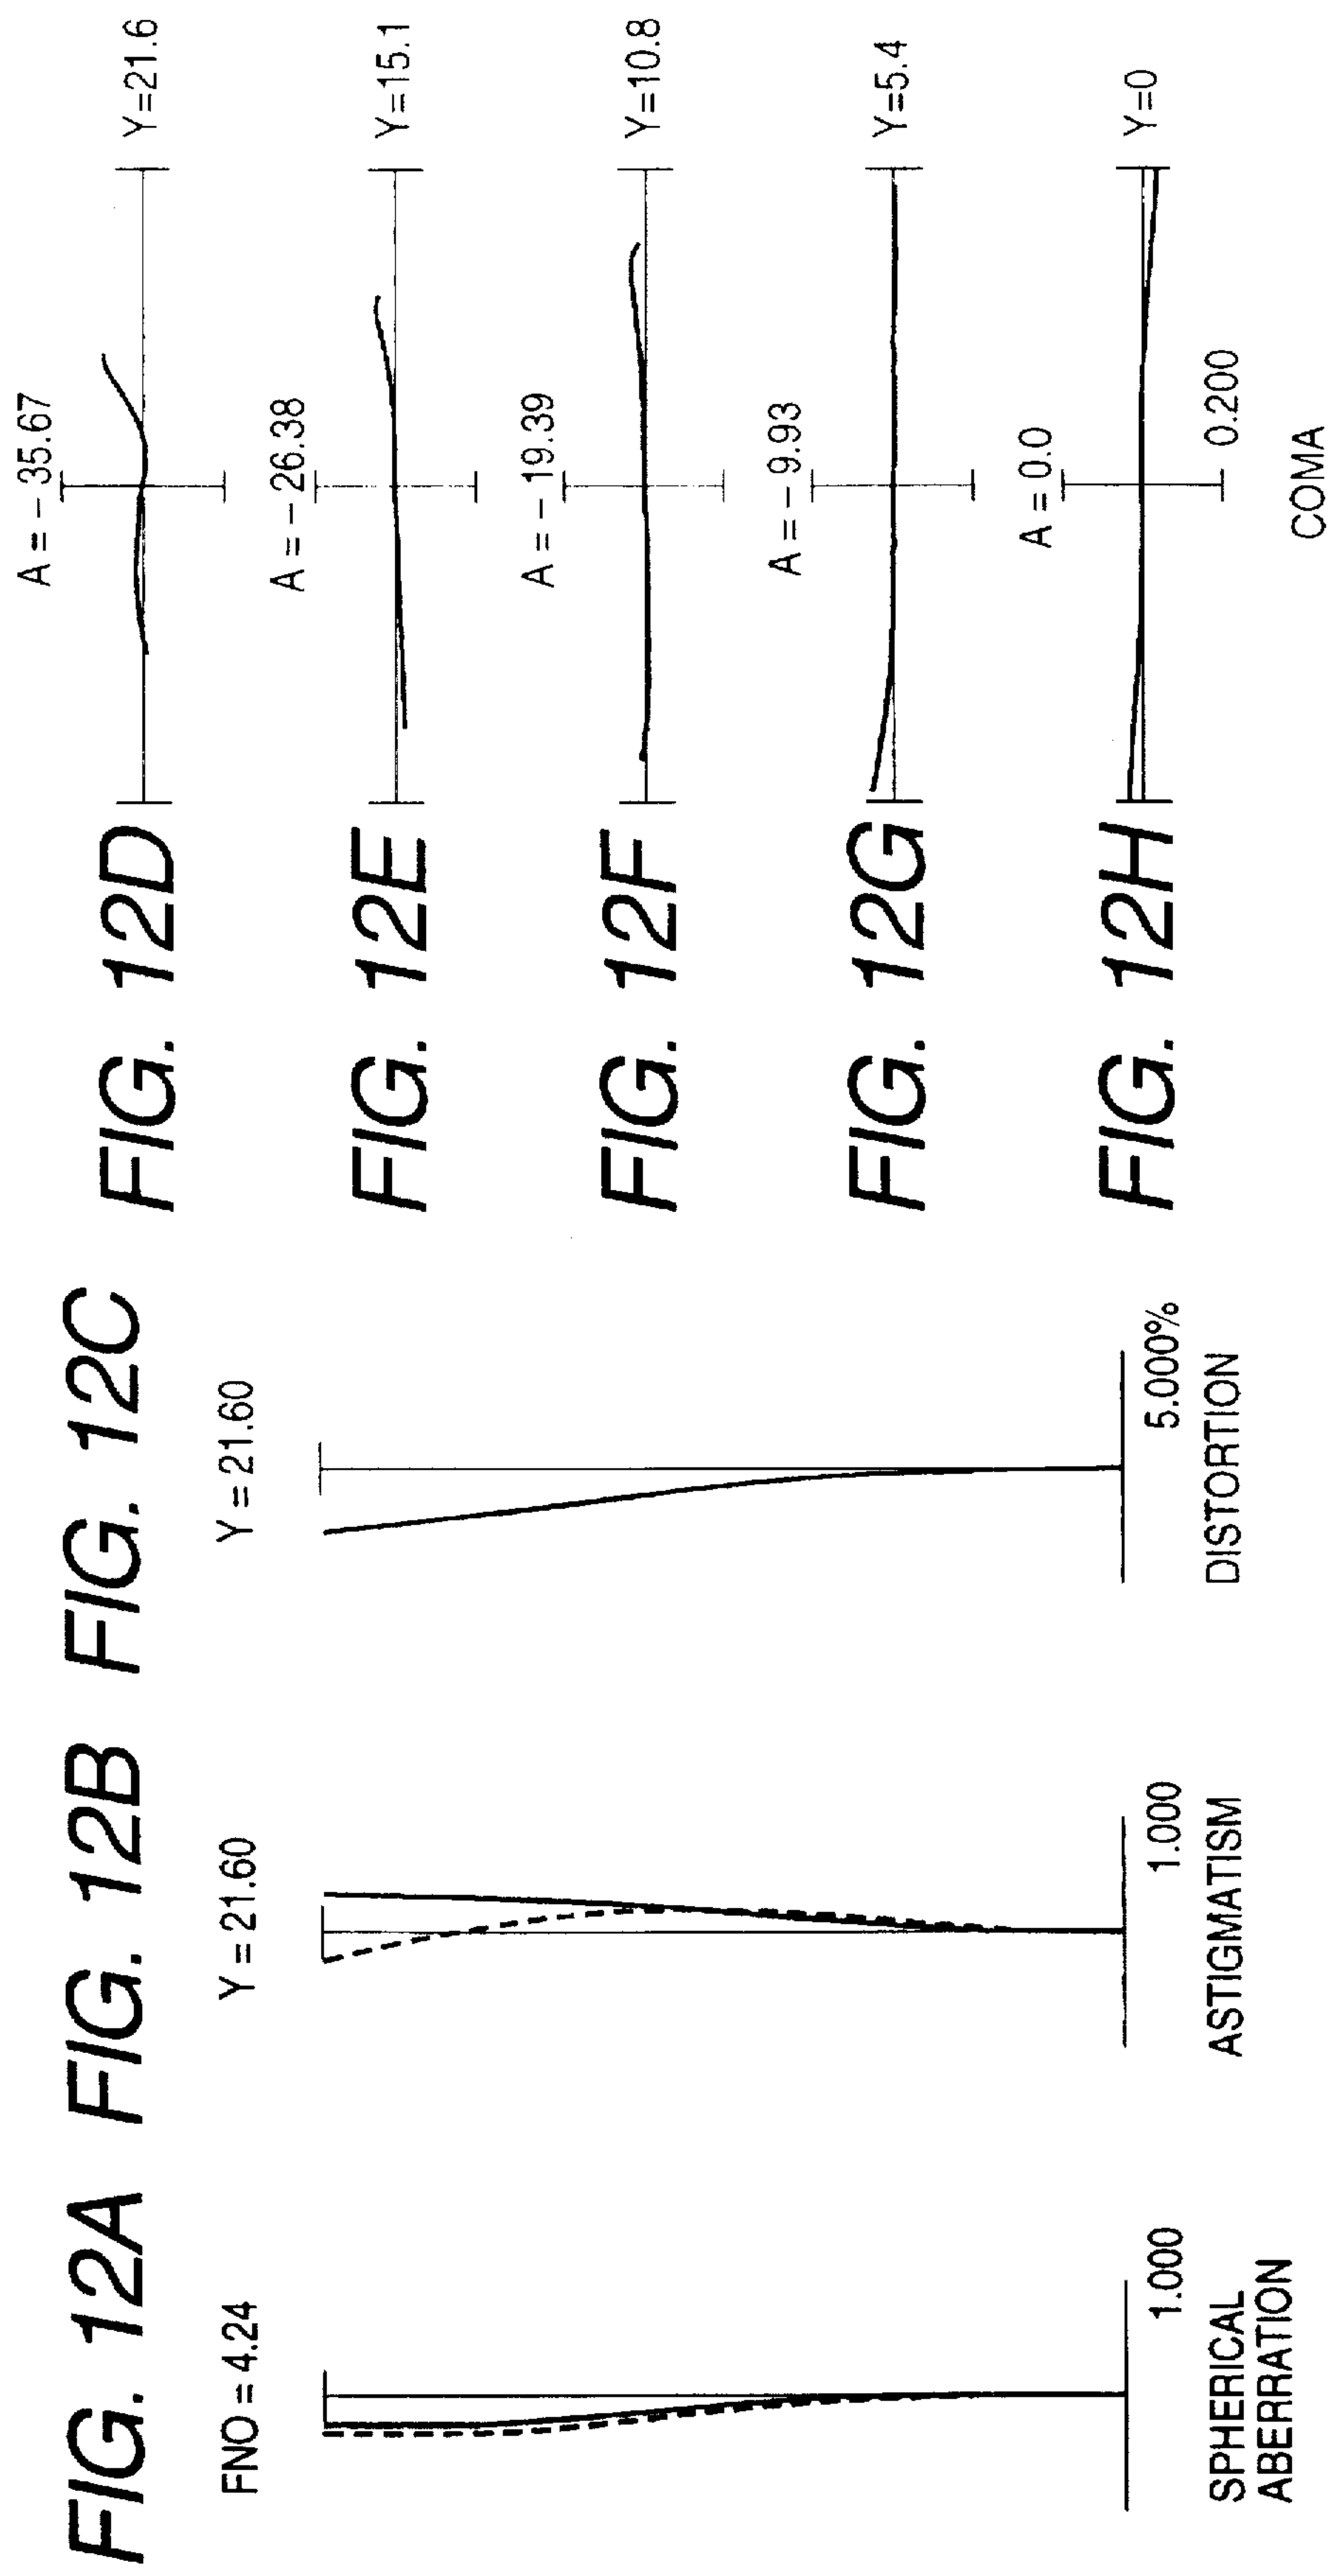 FIG. 12A
FNO = 4.24
1.000
SPHERICAL
ABERRATION
FIG. 12B
Y = 21.60
1.000
ASTIGMATISM
FIG. 12C
Y = 21.60
5.000%
DISTORTION
FIG. 12D
A = − 35.67
Y=21.6
FIG. 12E
A = − 26.38
Y=15.1
FIG. 12F
A = − 19.39
Y=10.8
FIG. 12G
A = − 9.93
Y=5.4
FIG. 12H
A = 0.0
Y=0
0.200
COMA